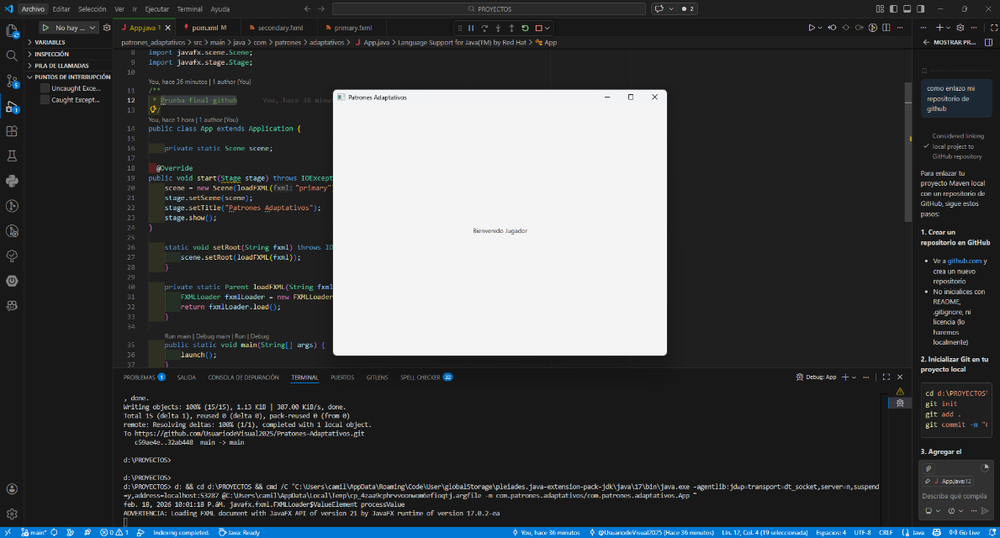 Archivo Editar Selección Ver Ir Ejecutar Terminal Ayuda
PROYECTOS
2
No hay ...
App.java 1
pom.xml M
secondary.fxml
primary.fxml
patrones_adaptativos > src > main > java > com > patrones > adaptativos > App.java > Language Support for Java(TM) by Red Hat > App
VARIABLES
INSPECCIÓN
PILA DE LLAMADAS
PUNTOS DE INTERRUPCIÓN
Uncaught Exce...
Caught Except...
8 import javafx.scene.Scene;
9 import javafx.stage.Stage;
10
You, hace 36 minutos | 1 author (You)
11 /**
12 * Prueba final github You, hace 36 minut
13 */
You, hace 1 hora | 1 author (You)
14 public class App extends Application {
15
16 private static Scene scene;
17
18 @Override
19 public void start(Stage stage) throws IOExcept
20 scene = new Scene(loadFXML(fxml: "primary")
21 stage.setScene(scene);
22 stage.setTitle("Patrones Adaptativos");
23 stage.show();
24 }
25
26 static void setRoot(String fxml) throws IO
27 scene.setRoot(loadFXML(fxml));
28 }
29
30 private static Parent loadFXML(String fxml
31 FXMLLoader fxmlLoader = new FXMLLoader
32 return fxmlLoader.load();
33 }
34
Run main | Debug main | Run | Debug
35 public static void main(String[] args) {
36 launch();
37 }
Patrones Adaptativos
Bienvenido Jugador
PROBLEMAS 1 SALIDA CONSOLA DE DEPURACIÓN TERMINAL PUERTOS GITLENS SPELL CHECKER 32
Debug: App
, done.
Writing objects: 100% (15/15), 1.13 KiB | 387.00 KiB/s, done.
Total 15 (delta 1), reused 0 (delta 0), pack-reused 0 (from 0)
remote: Resolving deltas: 100% (1/1), completed with 1 local object.
To https://github.com/UsuariodeVisual2025/Pratones-Adaptativos.git
c59ae4e..32ab448 main -> main
d:\PROYECTOS>
d:\PROYECTOS>
d:\PROYECTOS> d: && cd d:\PROYECTOS && cmd /C "C:\Users\camil\AppData\Roaming\Code\User\globalStorage\pleiades.java-extension-pack-jdk\java\17\bin\java.exe -agentlib:jdwp=transport=dt_socket,server=n,suspend
=y,address=localhost:53287 @C:\Users\camil\AppData\Local\Temp\cp_4zaa9cphrvvoonwom6efioqtj.argfile -m com.patrones.adaptativos/com.patrones.adaptativos.App "
feb. 18, 2026 10:01:18 P.áM. javafx.fxml.FXMLLoader$ValueElement processValue
ADVERTENCIA: Loading FXML document with JavaFX API of version 21 by JavaFX runtime of version 17.0.2-ea
MOSTRAR PR...
como enlazo mi
repositorio de
github
Considered linking
local project to
GitHub repository
Para enlazar tu
proyecto Maven local
con un repositorio de
GitHub, sigue estos
pasos:
1. Crear un
repositorio en GitHub
Ve a github.com y
crea un nuevo
repositorio
No inicialices con
README,
.gitignore, ni
licencia (lo
haremos
localmente)
2. Inicializar Git en tu
proyecto local
cd d:\PROYECTOS\
git init
git add .
git commit -m "C
3. Agregar el
App.java:12
Describe qué compila
main* 5 1 5
0 1
Indexing completed.
Java: Ready
You, hace 36 minutos
@UsuariodeVisual2025 (Hace 36 minutos)
Lín. 12, Col. 4 (19 seleccionada)
Espacios: 4
UTF-8
CRLF
Java
Go Live